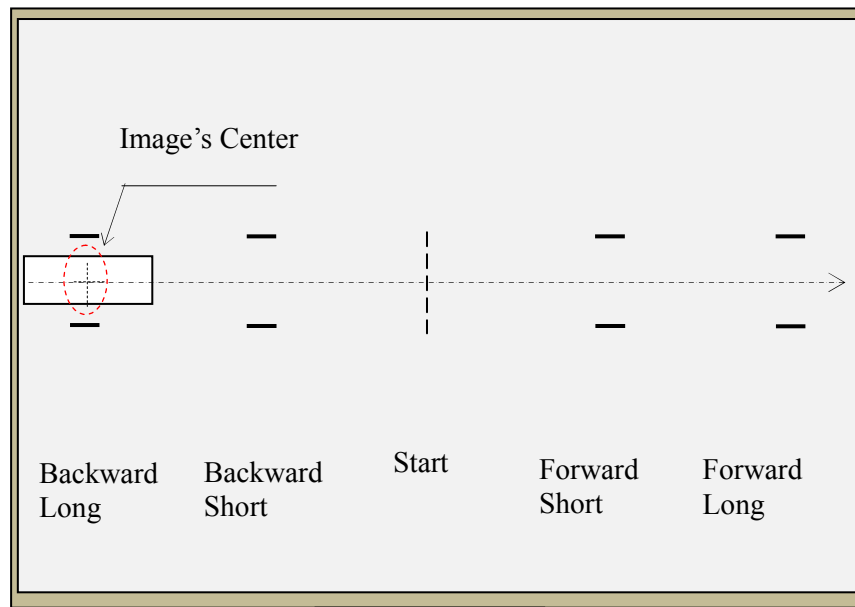 Image’s Center
Backward
Long
Backward
Short
Start
Forward
Short
Forward
Long